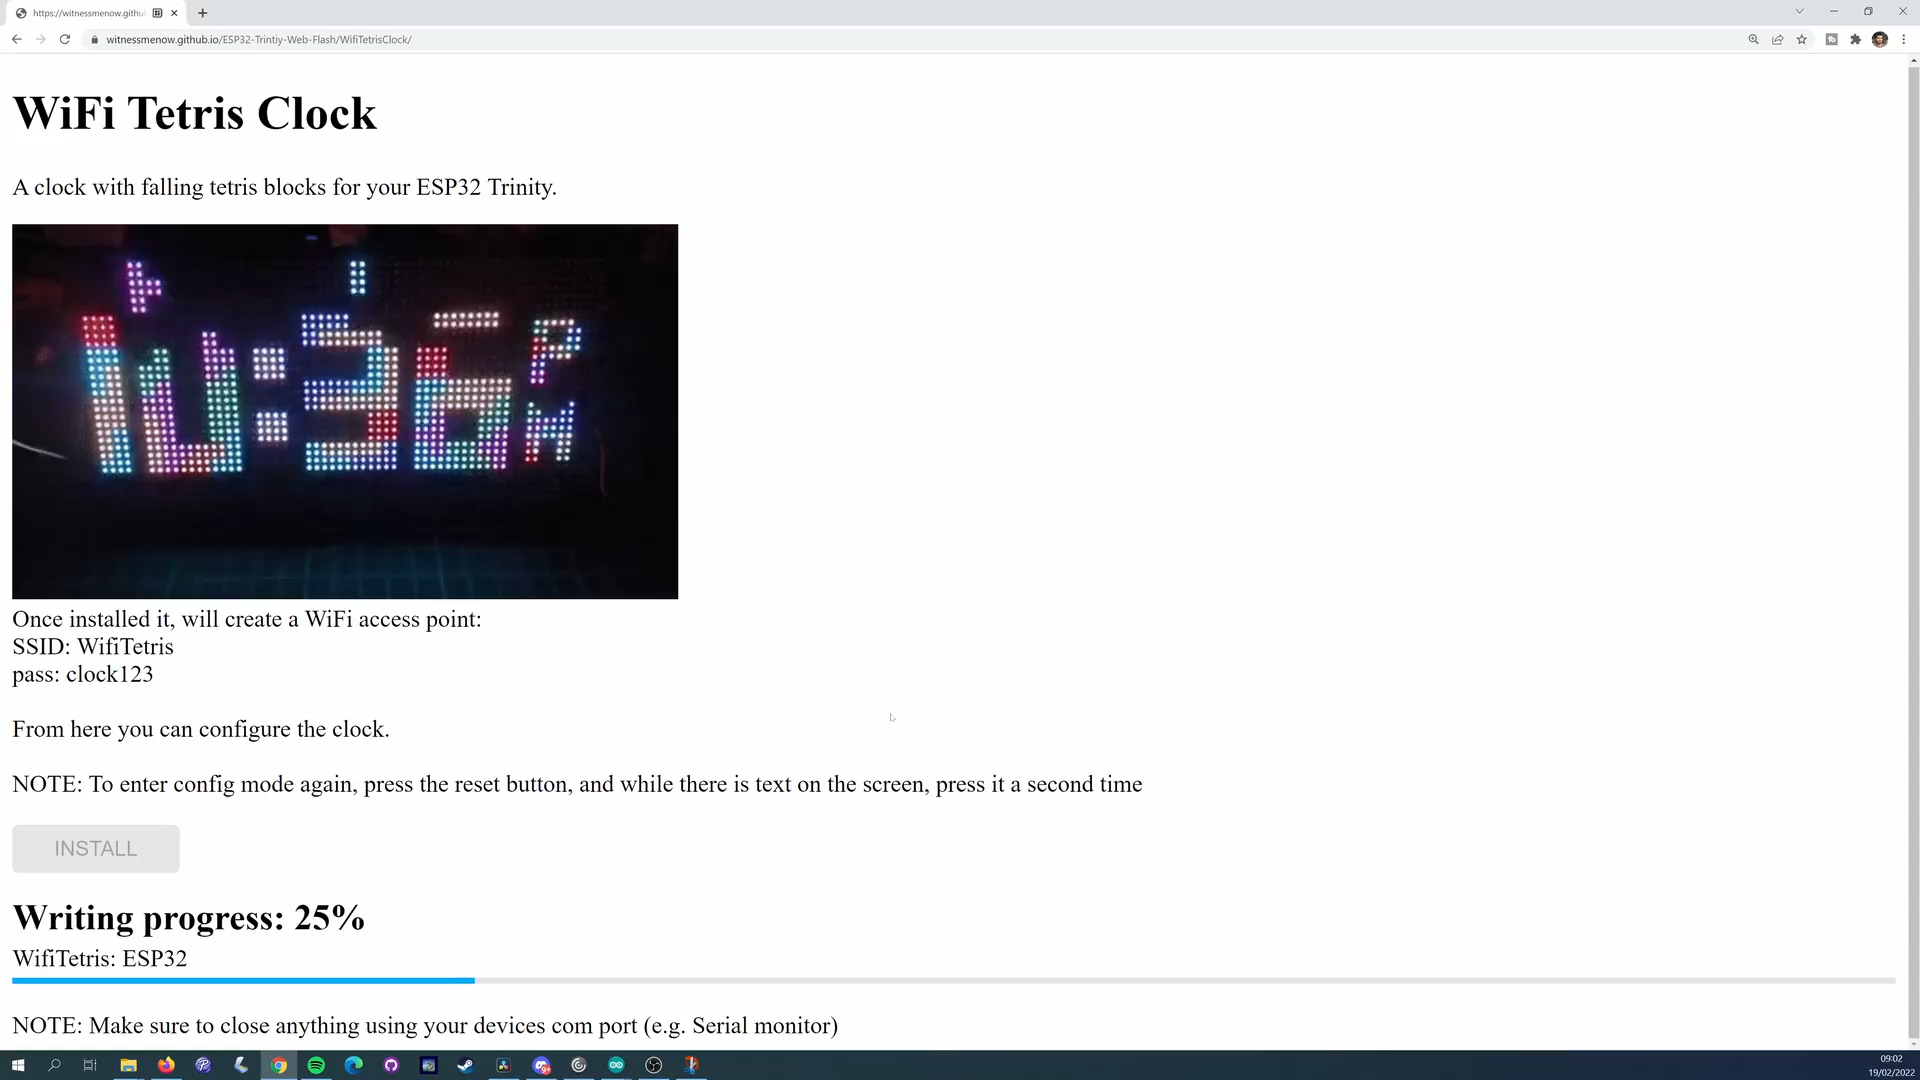 https://witnessmenow.githu
witnessmenow.github.io/ESP32-Trintiy-Web-Flash/WifiTetrisClock/
WiFi Tetris Clock
A clock with falling tetris blocks for your ESP32 Trinity.
P
M
Once installed it, will create a WiFi access point:
SSID: WifiTetris
pass: clock123
From here you can configure the clock.
NOTE: To enter config mode again, press the reset button, and while there is text on the screen, press it a second time
INSTALL
Writing progress: 25%
WifiTetris: ESP32
NOTE: Make sure to close anything using your devices com port (e.g. Serial monitor)
09:02
19/02/2022